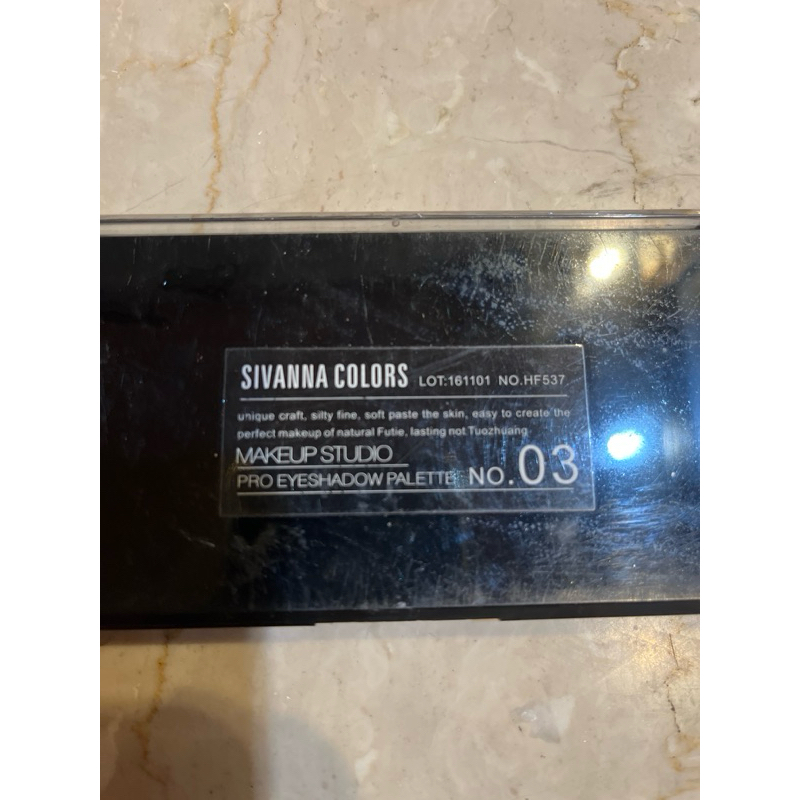 SIVANNA COLORS LOT:161101 NO.HF537
unique craft, silty fine, soft paste the skin, easy to create the
perfect makeup of natural Futie, lasting not Tuozhuang
MAKEUP STUDIO
PRO EYESHADOW PALETTE NO.03